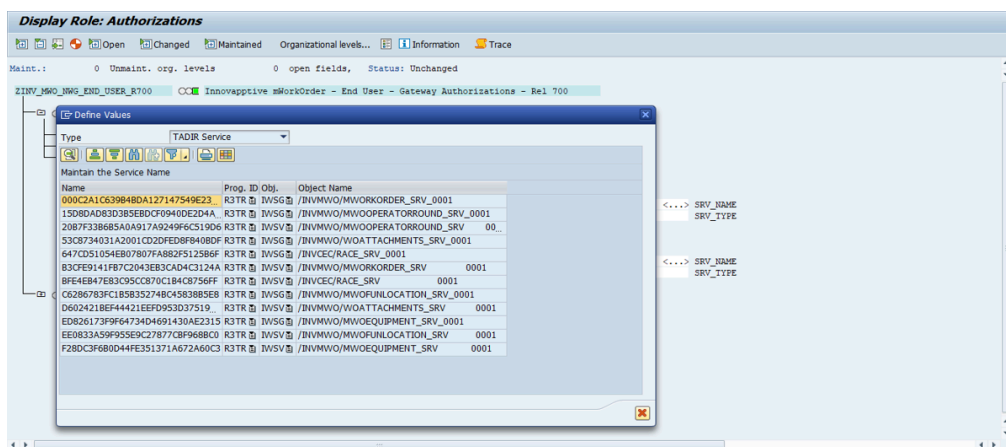 Display Role: Authorizations
Open Changed Maintained Organizational levels... Information Trace
Maint.: 0 Unmaint. org. levels 0 open fields, Status: Unchanged
ZINV_MWO_NWG_END_USER_R700 Innovapptive mWorkOrder - End User - Gateway Authorizations - Rel 700
Define Values
Type TADIR Service
Maintain the Service Name
Name Prog. ID Obj. Object Name
000C2A1C639B4BDA127147549E23... R3TR IWSG /INVMWO/MWORKORDER_SRV_0001
15D8DAD83D3B5EBDCF0940DE2D4A... R3TR IWSG /INVMWO/MWOOPERATORROUND_SRV_0001
20B7F33B6B5A0A917A9249F6C519D6 R3TR IWSV /INVMWO/MWOOPERATORROUND_SRV 00...
53C8734031A2001CD2DFED8F840BDF R3TR IWSG /INVMWO/WOATTACHMENTS_SRV_0001
647CD51054EB07807FA882F5125B6F R3TR IWSG /INVCEC/RACE_SRV_0001
B3CFE9141FB7C2043EB3CAD4C3124A R3TR IWSV /INVMWO/MWORKORDER_SRV 0001
BFE4EB47E83C95CC870C1B4C8756FF R3TR IWSV /INVCEC/RACE_SRV 0001
C6286783FC1B5B35274BC45838B5E8 R3TR IWSG /INVMWO/MWOFUNLOCATION_SRV_0001
D602421BEF44421EEFD953D37519... R3TR IWSV /INVMWO/WOATTACHMENTS_SRV 0001
ED826173F9F64734D4691430AE2315 R3TR IWSG /INVMWO/MWOEQUIPMENT_SRV_0001
EE0833A59F955E9C27877CBF968BC0 R3TR IWSV /INVMWO/MWOFUNLOCATION_SRV 0001
F28DC3F6B0D44FE351371A672A60C3 R3TR IWSV /INVMWO/MWOEQUIPMENT_SRV 0001
<...> SRV_NAME
SRV_TYPE
<...> SRV_NAME
SRV_TYPE